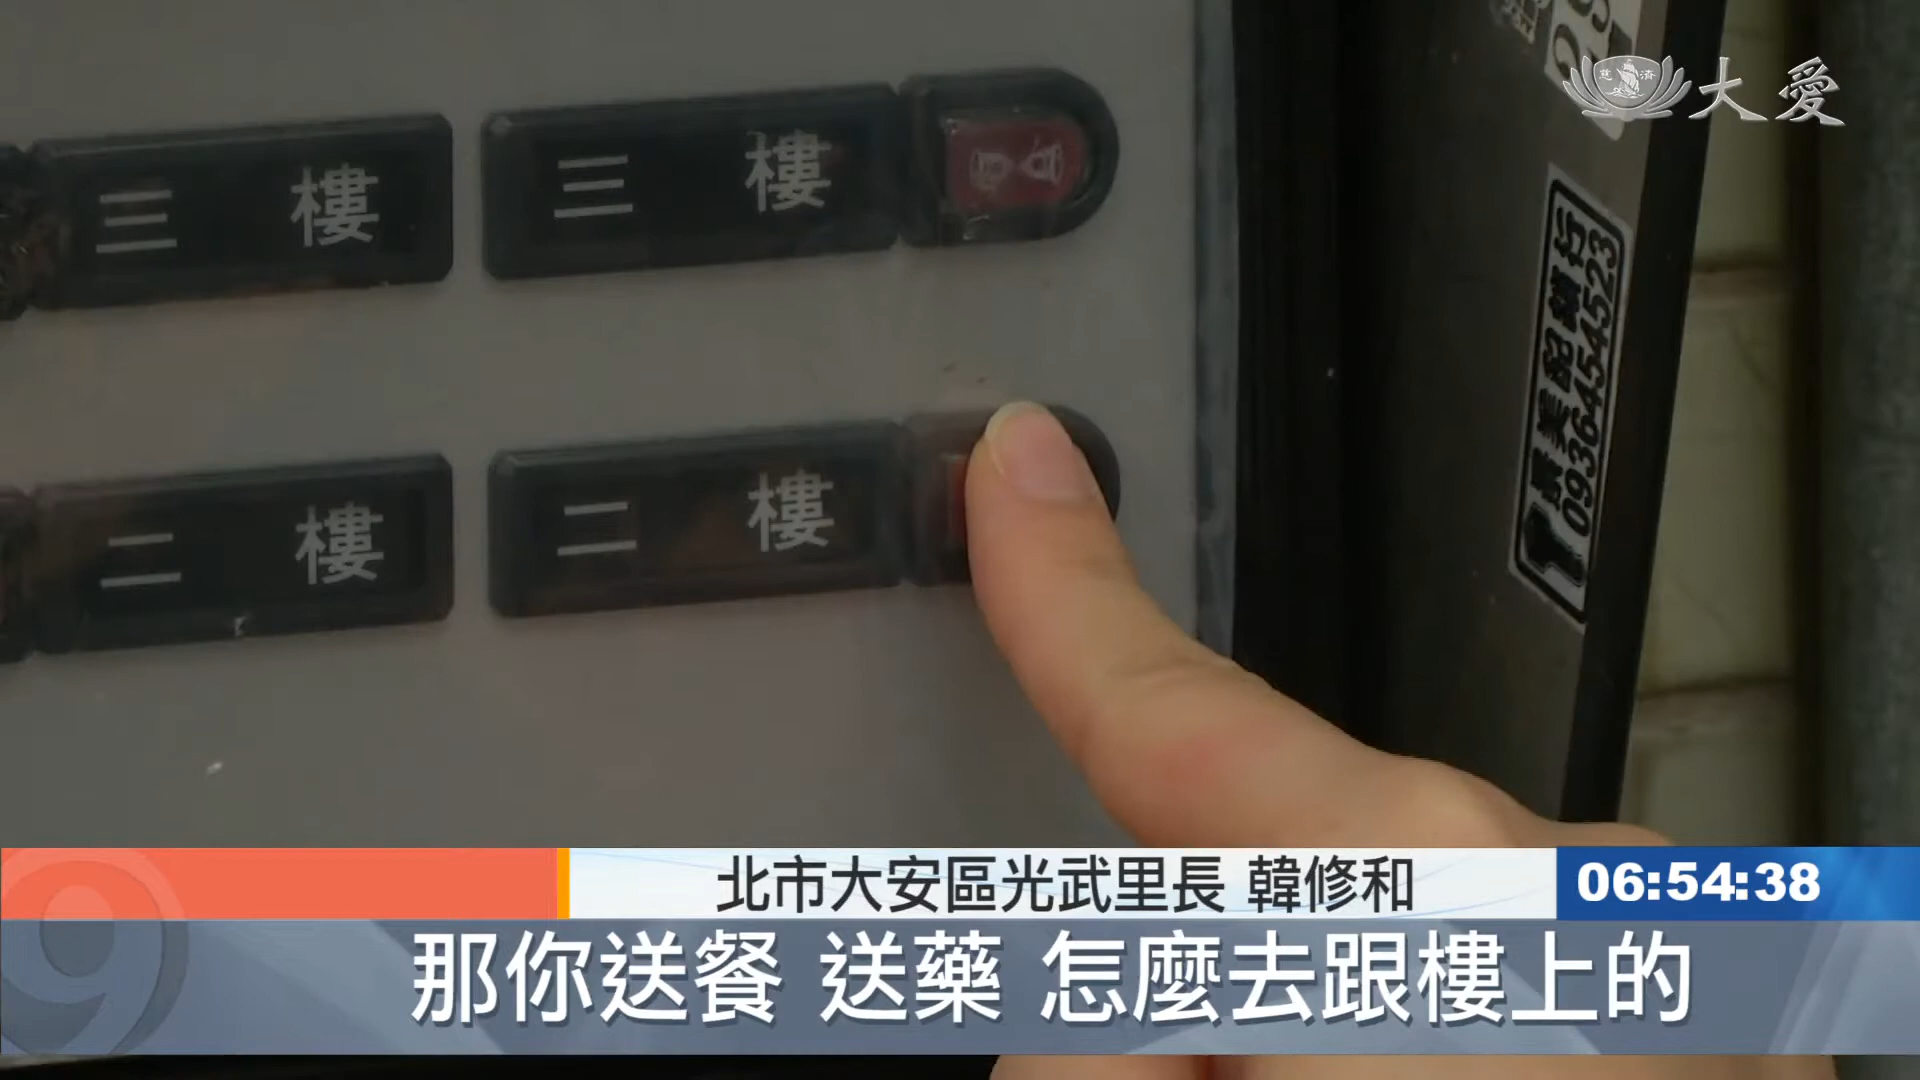 大愛
慈濟
三樓 三樓
二樓 二樓
0936454523
北市大安區光武里長 韓修和
06:54:38
那你送餐 送藥 怎麼去跟樓上的